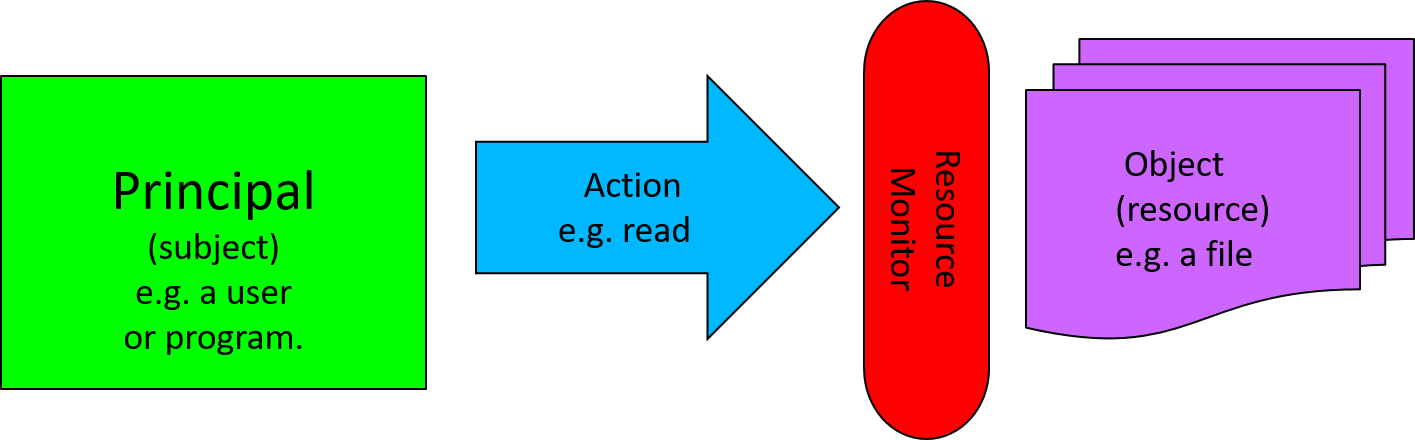 Principal
(subject)
e.g. a user
or program.
Action
e.g. read
Resource
Monitor
Object
(resource)
e.g. a file